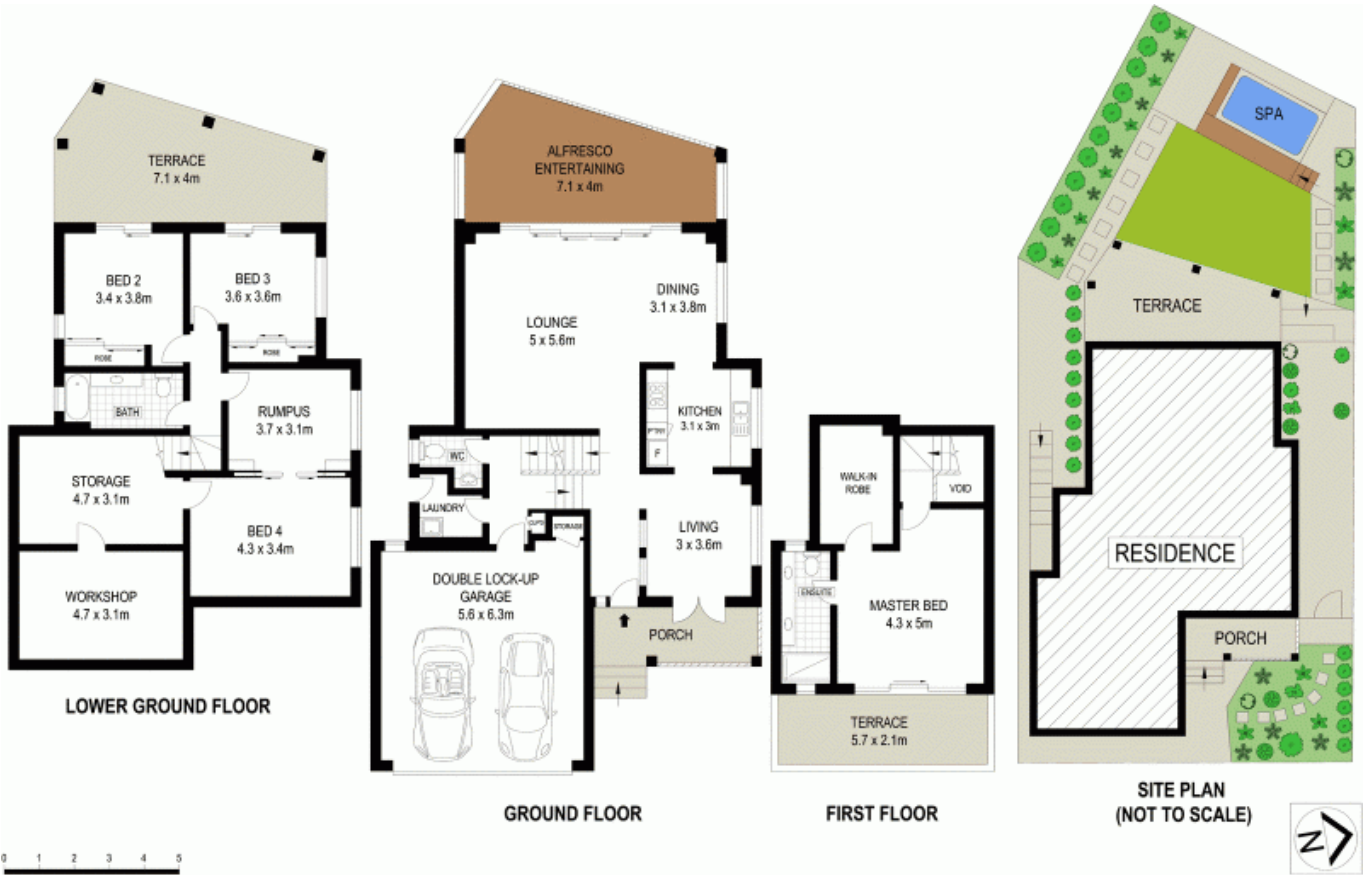 TERRACE
7.1 x 4m
BED 2
3.4 x 3.8m
BED 3
3.6 x 3.6m
ROBE
ROBE
BATH
RUMPUS
3.7 x 3.1m
STORAGE
4.7 x 3.1m
BED 4
4.3 x 3.4m
WORKSHOP
4.7 x 3.1m
LOWER GROUND FLOOR
0 1 2 3 4 5
ALFRESCO
ENTERTAINING
7.1 x 4m
DINING
3.1 x 3.8m
LOUNGE
5 x 5.6m
KITCHEN
3.1 x 3m
P'TRY
F
WC
LAUNDRY
CUPB
STORAGE
LIVING
3 x 3.6m
DOUBLE LOCK-UP
GARAGE
5.6 x 6.3m
PORCH
GROUND FLOOR
WALK-IN
ROBE
VOID
ENSUITE
MASTER BED
4.3 x 5m
TERRACE
5.7 x 2.1m
FIRST FLOOR
SPA
TERRACE
RESIDENCE
PORCH
SITE PLAN
(NOT TO SCALE)
N